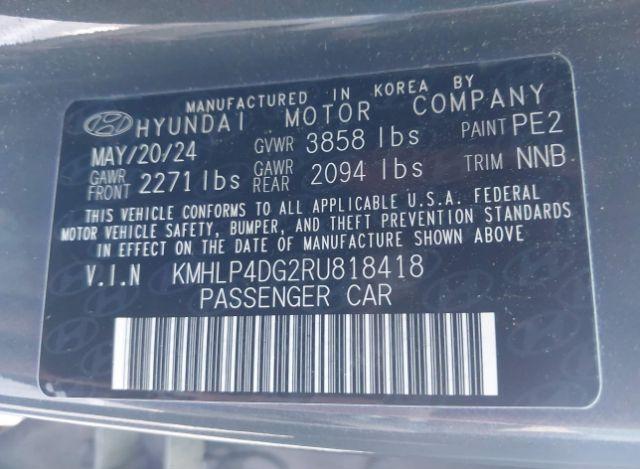 MANUFACTURED IN KOREA BY
HYUNDAI MOTOR COMPANY
MAY/20/24 GVWR 3858 lbs PAINT PE2
GAWR FRONT 2271 lbs GAWR REAR 2094 lbs TRIM NNB
THIS VEHICLE CONFORMS TO ALL APPLICABLE U.S.A. FEDERAL
MOTOR VEHICLE SAFETY, BUMPER, AND THEFT PREVENTION STANDARDS
IN EFFECT ON THE DATE OF MANUFACTURE SHOWN ABOVE.
V.I.N KMHLP4DG2RU818418
PASSENGER CAR